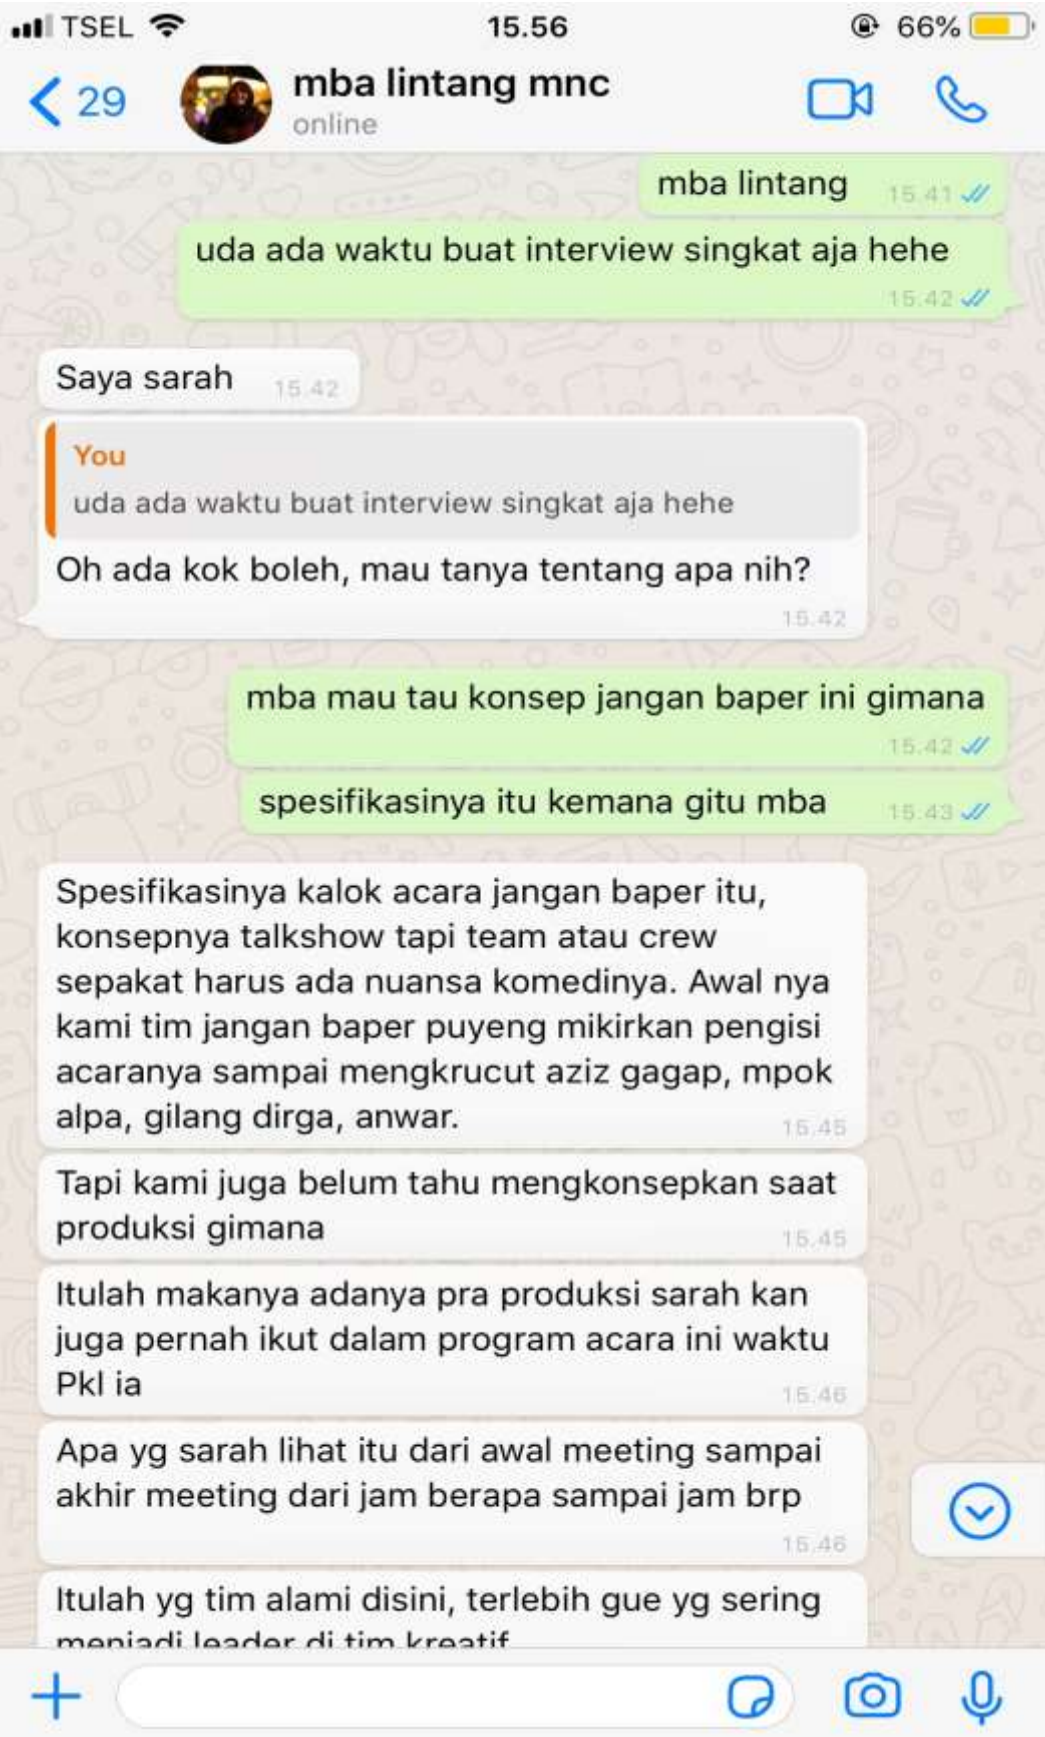 TSEL
15.56
66%
29
mba lintang mnc
online
mba lintang
15.41
uda ada waktu buat interview singkat aja hehe
15.42
Saya sarah
15.42
You
uda ada waktu buat interview singkat aja hehe
Oh ada kok boleh, mau tanya tentang apa nih?
15.42
mba mau tau konsep jangan baper ini gimana
15.42
spesifikasinya itu kemana gitu mba
15.43
Spesifikasinya kalok acara jangan baper itu,
konsepnya talkshow tapi team atau crew
sepakat harus ada nuansa komedinya. Awal nya
kami tim jangan baper puyeng mikirkan pengisi
acaranya sampai mengkrucut aziz gagap, mpok
alpa, gilang dirga, anwar.
15.45
Tapi kami juga belum tahu mengkonsepkan saat
produksi gimana
15.45
Itulah makanya adanya pra produksi sarah kan
juga pernah ikut dalam program acara ini waktu
Pkl ia
15.46
Apa yg sarah lihat itu dari awal meeting sampai
akhir meeting dari jam berapa sampai jam brp
15.46
Itulah yg tim alami disini, terlebih gue yg sering
menjadi leader di tim kreatif